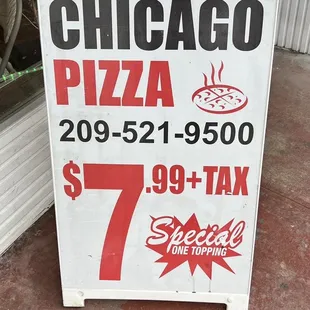 CHICAGO
PIZZA
209-521-9500
$7.99+TAX
Special
ONE TOPPING